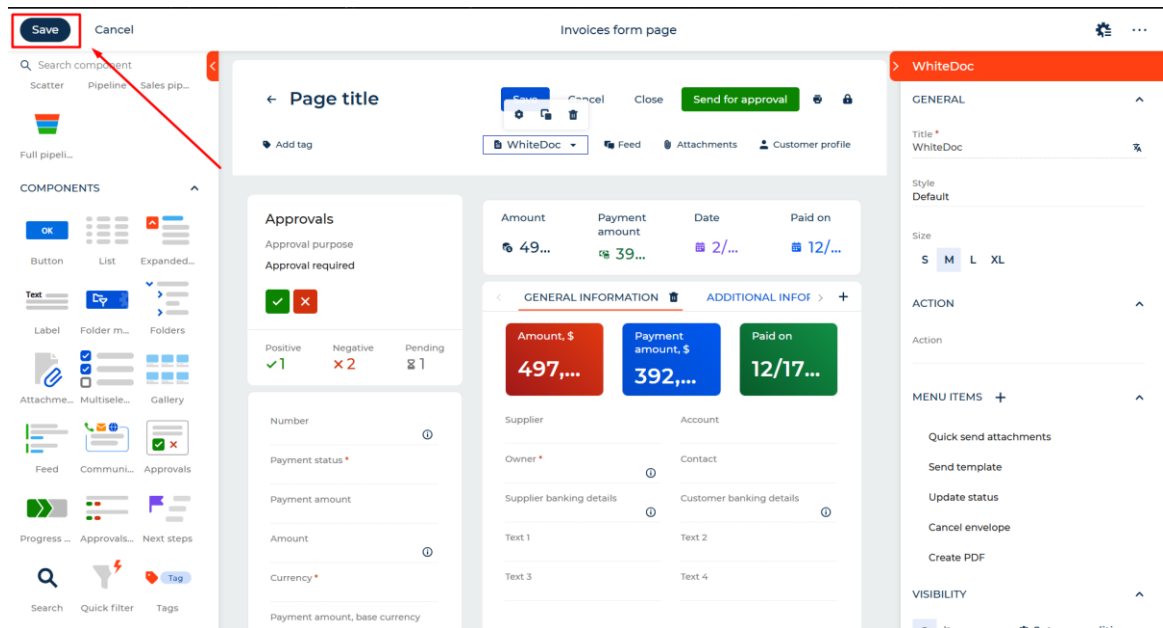 Save Cancel Invoices form page ...
Search component
Scatter Pipeline Sales pip...
Full pipeli...
COMPONENTS
OK
Button List Expanded...
Text
Label Folder m... Folders
Attachme... Multisele... Gallery
Feed Communi... Approvals
Progress ... Approvals... Next steps
Tag
Search Quick filter Tags
← Page title
Save Cancel Close Send for approval
Add tag WhiteDoc Feed Attachments Customer profile
Approvals
Approval purpose
Approval required
Positive Negative Pending
1 2 1
Number
Payment status *
Payment amount
Amount
Currency *
Payment amount, base currency
Amount Payment amount Date Paid on
49... 39... 2/... 12/...
GENERAL INFORMATION ADDITIONAL INFOR +
Amount, $
497,...
Payment
amount, $
392,...
Paid on
12/17...
Supplier Account
Owner * Contact
Supplier banking details Customer banking details
Text 1 Text 2
Text 3 Text 4
WhiteDoc
GENERAL
Title *
WhiteDoc
Style
Default
Size
S M L XL
ACTION
Action
MENU ITEMS +
Quick send attachments
Send template
Update status
Cancel envelope
Create PDF
VISIBILITY